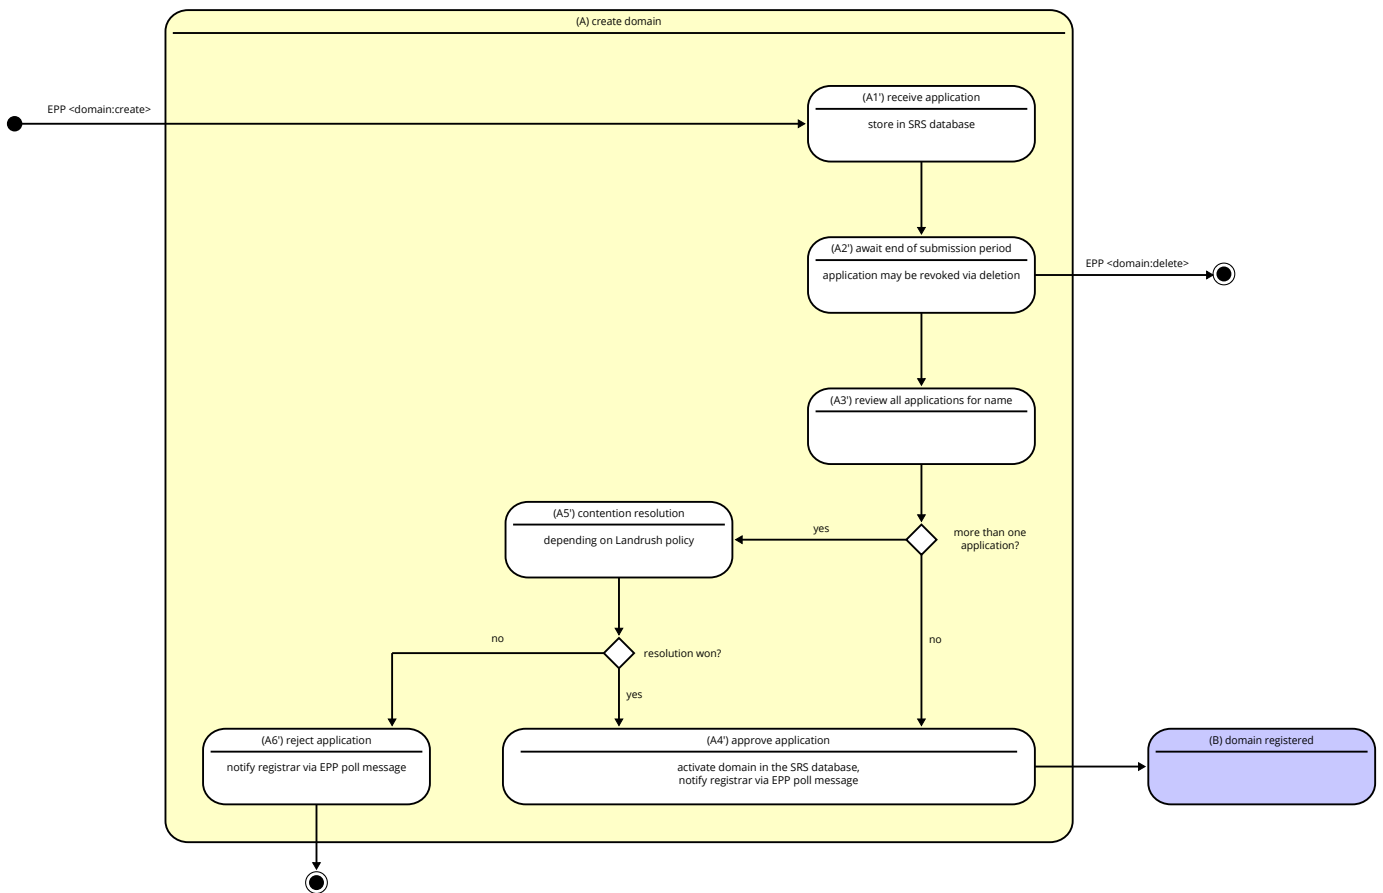 (A) create domain
EPP <domain:create>
(A1') receive application
store in SRS database
(A2') await end of submission period
application may be revoked via deletion
EPP <domain:delete>
(A3') review all applications for name
(A5') contention resolution
depending on Landrush policy
yes
more than one
application?
no
no
resolution won?
yes
(A6') reject application
notify registrar via EPP poll message
(A4') approve application
activate domain in the SRS database,
notify registrar via EPP poll message
(B) domain registered